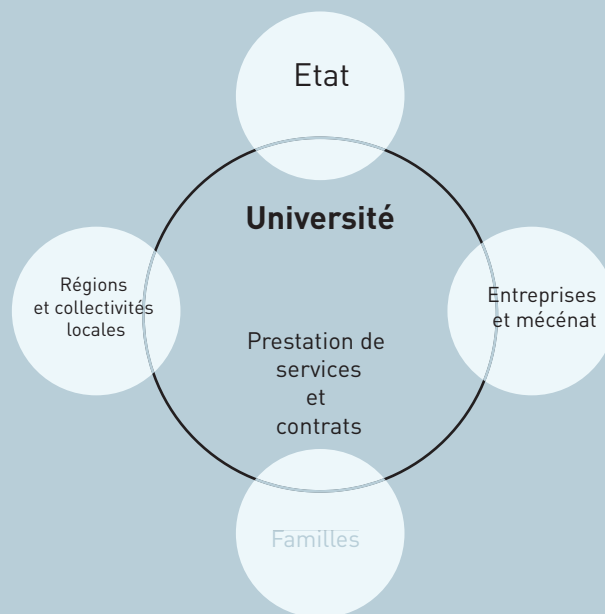 Etat
Université
Régions
et collectivités
locales
Entreprises
et mécénat
Prestation de
services
et
contrats
Familles